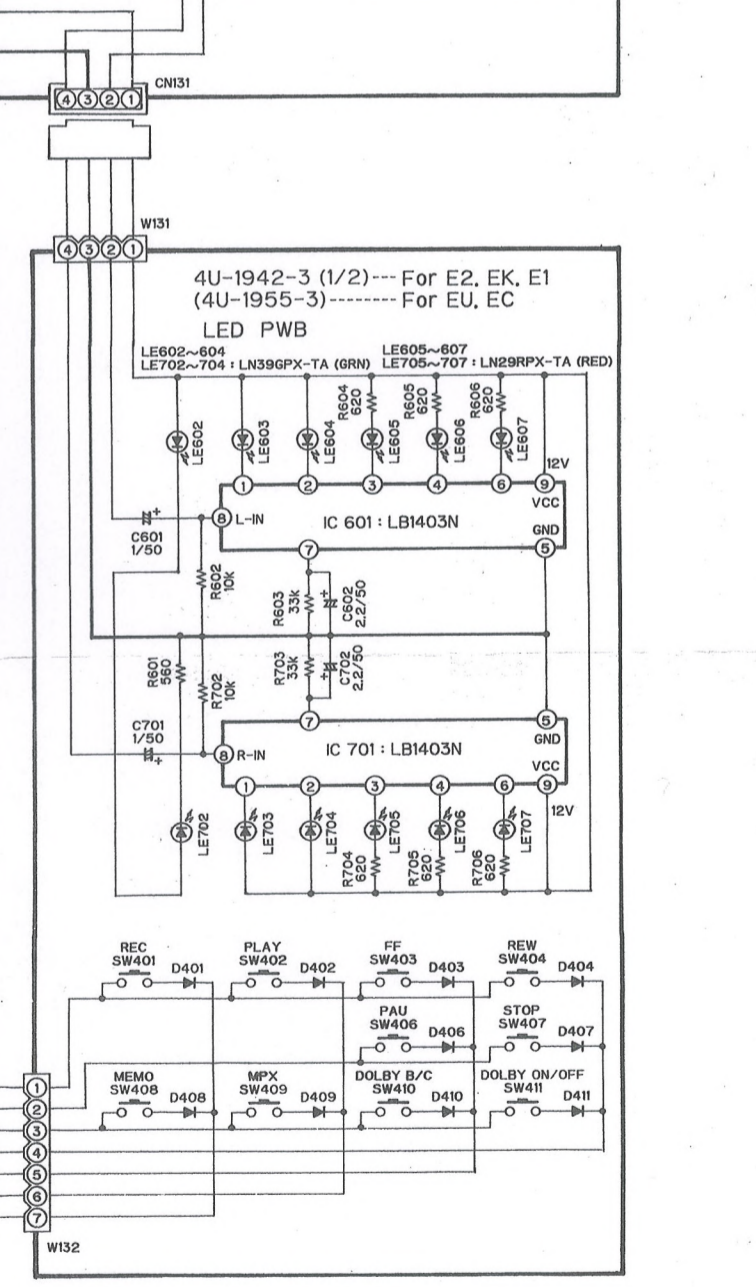 CN131
4 3 2 1
W131
4 3 2 1
4U-1942-3 (1/2)--- For E2. EK. E1
(4U-1955-3)-------- For EU. EC
LED PWB
LE602~604 LE605~607
LE702~704 : LN39GPX-TA (GRN) LE705~707 : LN29RPX-TA (RED)
R604 620 R605 620 R606 620
LE602 LE603 LE604 LE605 LE606 LE607
12V
1 2 3 4 6 9
VCC
8 L-IN IC 601 : LB1403N GND
C601 1/50
7 5
R602 10k
R603 33k C602 2.2/50
R601 560
R702 10k
R703 33k C702 2.2/50
C701 1/50
7 5
GND
8 R-IN IC 701 : LB1403N
VCC
1 2 3 4 6 9
12V
LE702 LE703 LE704 LE705 LE706 LE707
R704 620 R705 620 R706 620
REC PLAY FF REW
SW401 D401 SW402 D402 SW403 D403 SW404 D404
PAU STOP
SW406 D406 SW407 D407
MEMO MPX DOLBY B/C DOLBY ON/OFF
SW408 D408 SW409 D409 SW410 D410 SW411 D411
1
2
3
4
5
6
7
W132